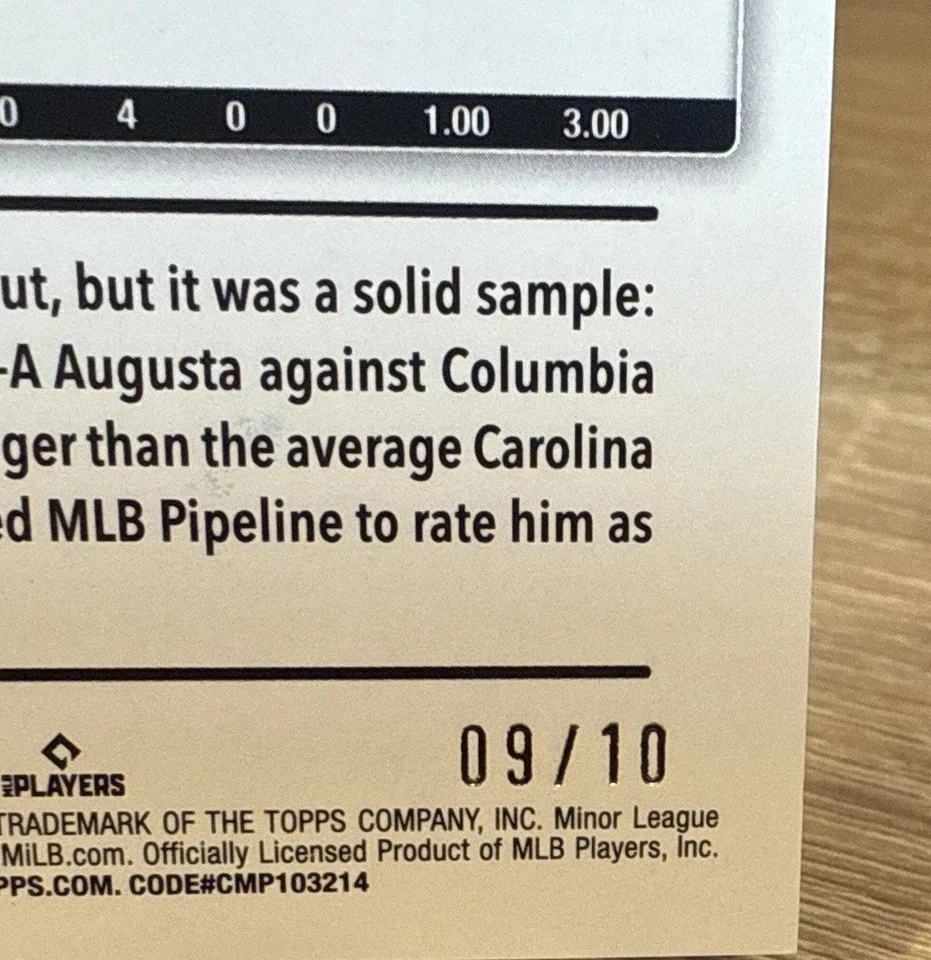 0 4 0 0 1.00 3.00
ut, but it was a solid sample:
-A Augusta against Columbia
ger than the average Carolina
ed MLB Pipeline to rate him as
09/10
PLAYERS
TRADEMARK OF THE TOPPS COMPANY, INC. Minor League
MiLB.com. Officially Licensed Product of MLB Players, Inc.
PPS.COM. CODE#CMP103214